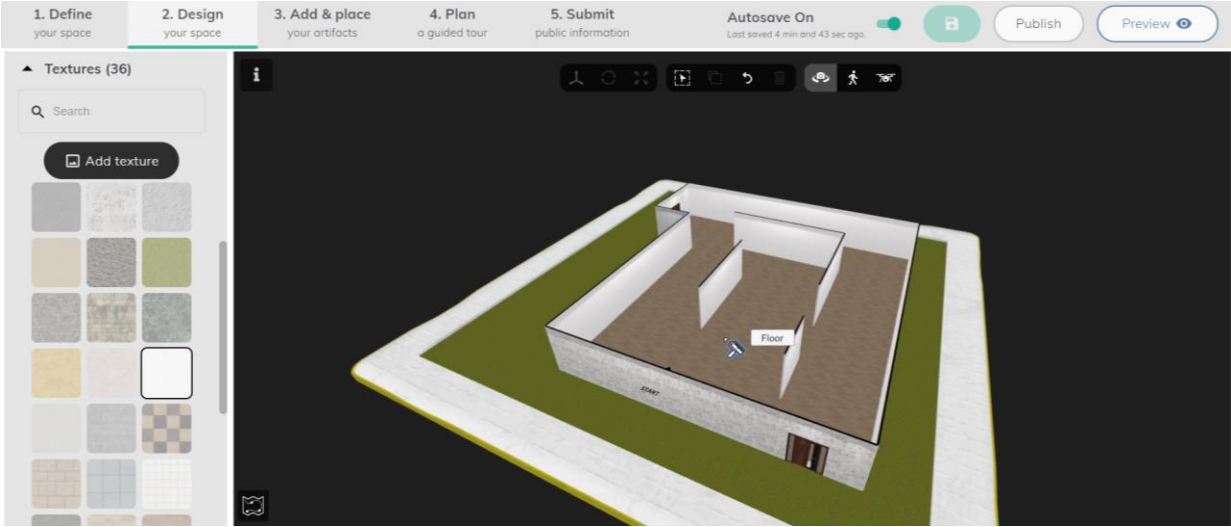 1. Define
your space
2. Design
your space
3. Add & place
your artifacts
4. Plan
a guided tour
5. Submit
public information
Autosave On
Last saved 4 min and 43 sec ago.
Publish
Preview
Textures (36)
Search
Add texture
i
Floor
START